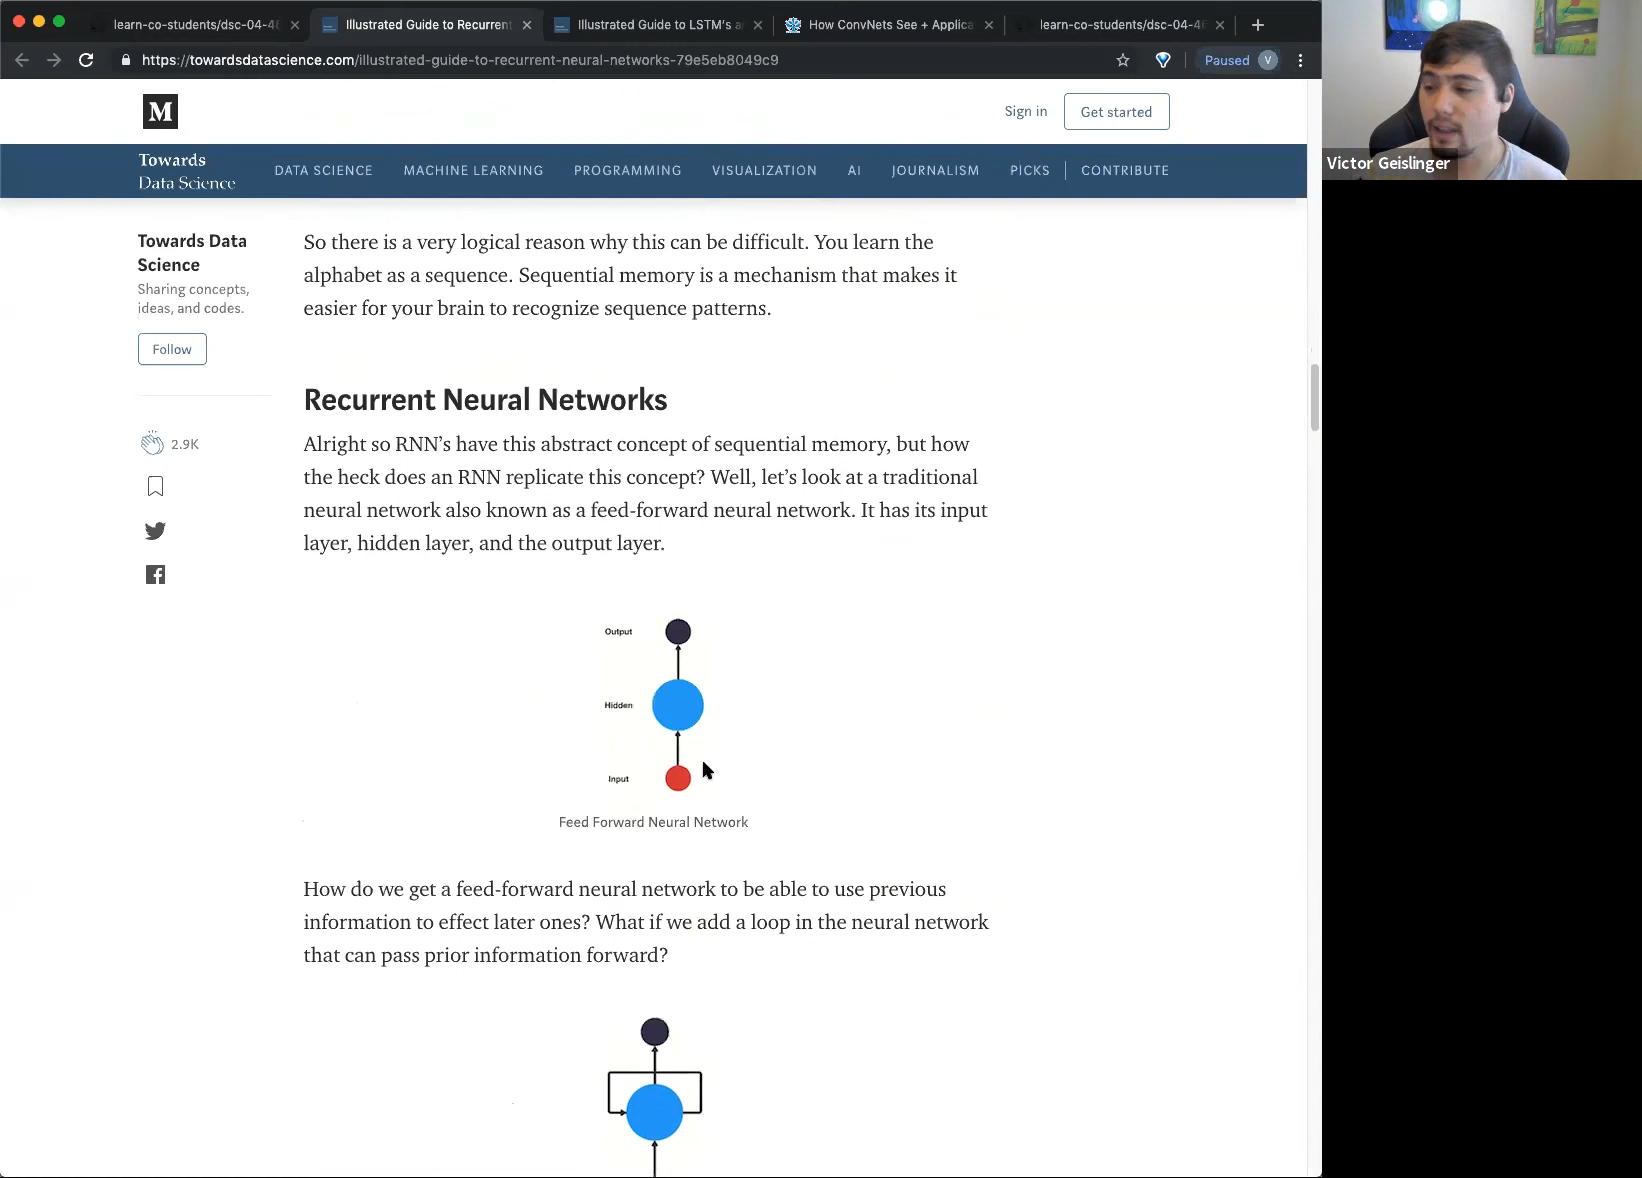 learn-co-students/dsc-04-4
Illustrated Guide to Recurrent
Illustrated Guide to LSTM's a
How ConvNets See + Applica
learn-co-students/dsc-04-4
https://towardsdatascience.com/illustrated-guide-to-recurrent-neural-networks-79e5eb8049c9
Paused
V
Victor Geislinger
M
Sign in
Get started
Towards
Data Science
DATA SCIENCE
MACHINE LEARNING
PROGRAMMING
VISUALIZATION
AI
JOURNALISM
PICKS
CONTRIBUTE
Towards Data
Science
Sharing concepts,
ideas, and codes.
Follow
2.9K
So there is a very logical reason why this can be difficult. You learn the
alphabet as a sequence. Sequential memory is a mechanism that makes it
easier for your brain to recognize sequence patterns.
Recurrent Neural Networks
Alright so RNN’s have this abstract concept of sequential memory, but how
the heck does an RNN replicate this concept? Well, let’s look at a traditional
neural network also known as a feed-forward neural network. It has its input
layer, hidden layer, and the output layer.
Output
Hidden
Input
Feed Forward Neural Network
How do we get a feed-forward neural network to be able to use previous
information to effect later ones? What if we add a loop in the neural network
that can pass prior information forward?